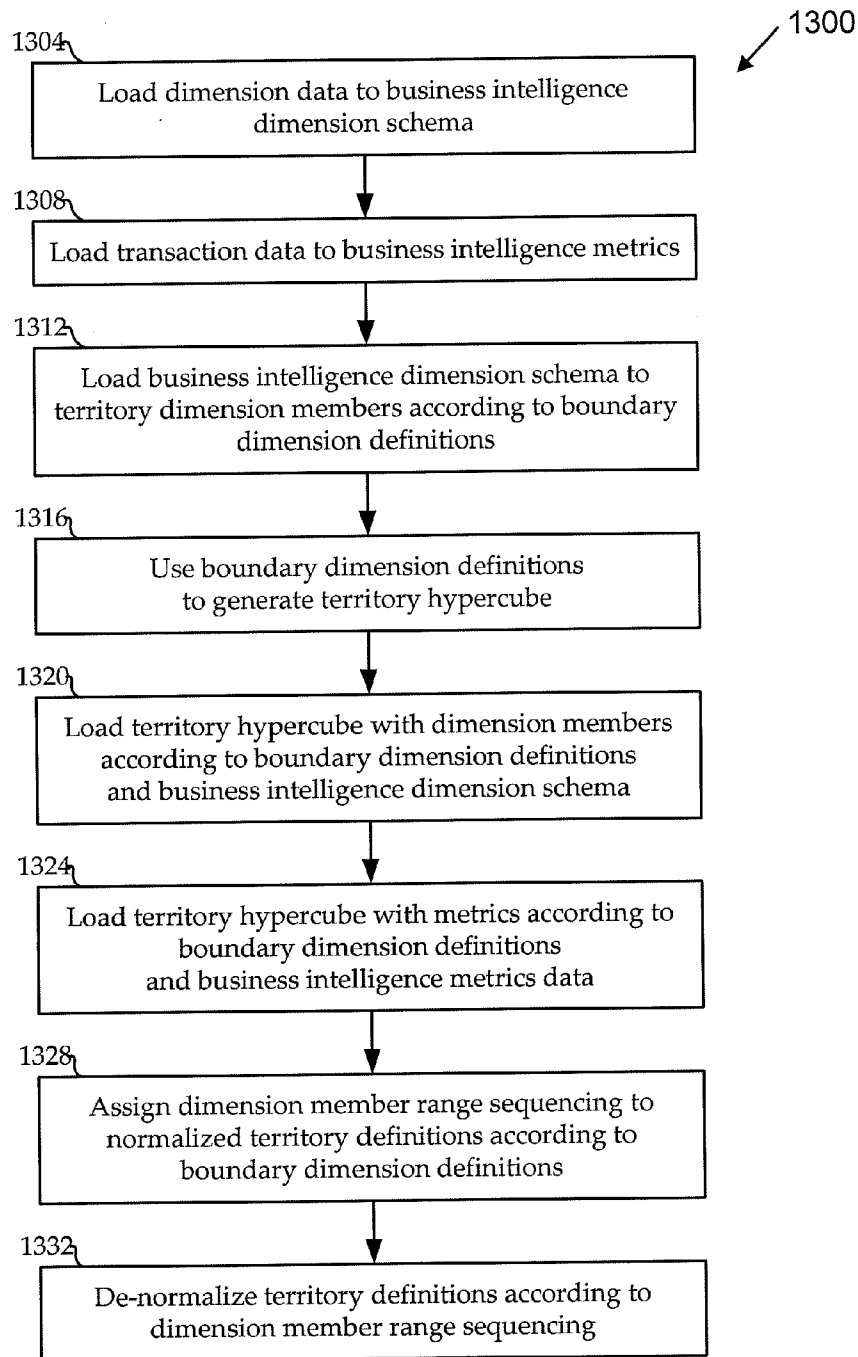 1300
1304
Load dimension data to business intelligence
dimension schema
1308
Load transaction data to business intelligence metrics
1312
Load business intelligence dimension schema to
territory dimension members according to boundary
dimension definitions
1316
Use boundary dimension definitions
to generate territory hypercube
1320
Load territory hypercube with dimension members
according to boundary dimension definitions
and business intelligence dimension schema
1324
Load territory hypercube with metrics according to
boundary dimension definitions
and business intelligence metrics data
1328
Assign dimension member range sequencing to
normalized territory definitions according to
boundary dimension definitions
1332
De-normalize territory definitions according to
dimension member range sequencing